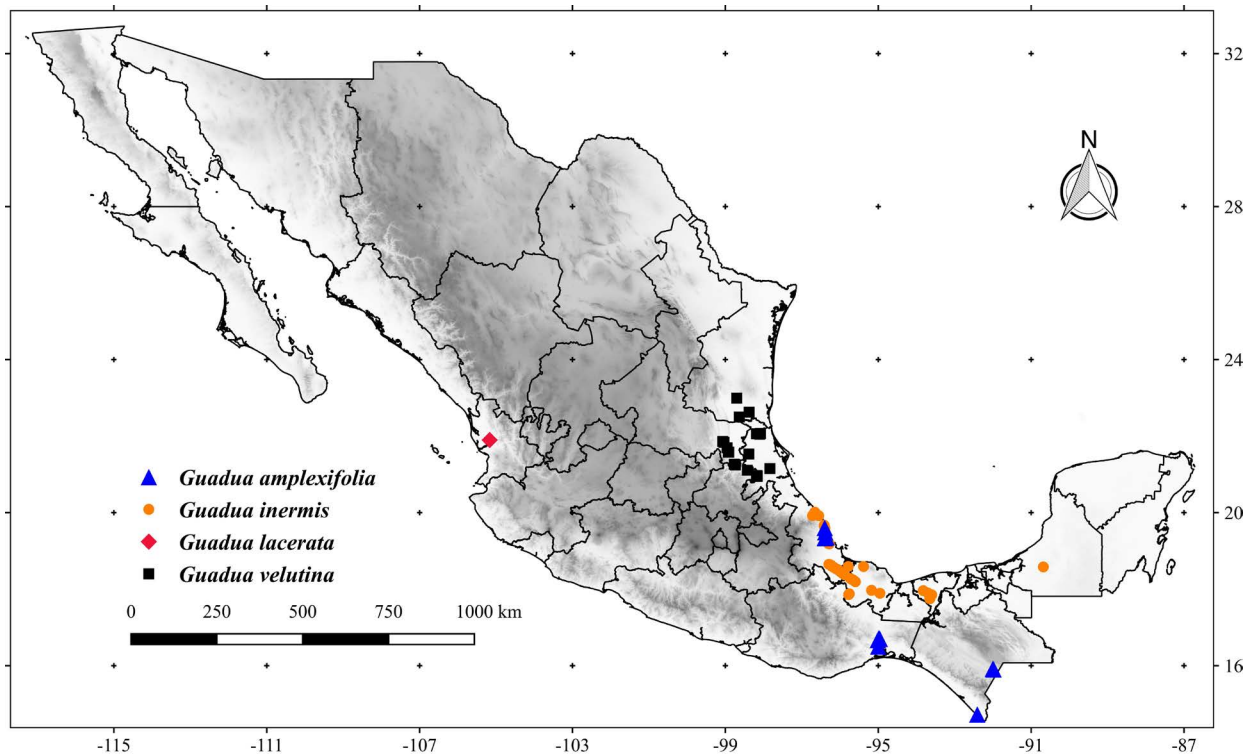 N
32
28
24
20
16
Guadua amplexifolia
Guadua inermis
Guadua lacerata
Guadua velutina
0 250 500 750 1000 km
-115 -111 -107 -103 -99 -95 -91 -87